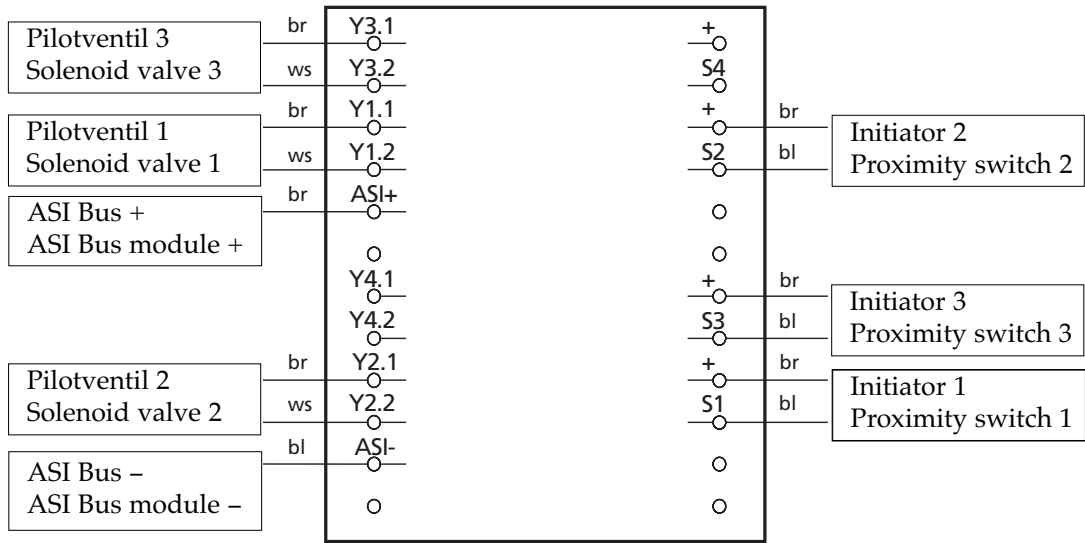 Pilotventil 3
Solenoid valve 3
br
ws
Y3.1
Y3.2
Pilotventil 1
Solenoid valve 1
br
ws
Y1.1
Y1.2
ASI Bus +
ASI Bus module +
br
ASI+
Y4.1
Y4.2
Pilotventil 2
Solenoid valve 2
br
ws
Y2.1
Y2.2
ASI Bus –
ASI Bus module –
bl
ASI-
+
S4
+
S2
br
bl
Initiator 2
Proximity switch 2
+
S3
br
bl
Initiator 3
Proximity switch 3
+
S1
br
bl
Initiator 1
Proximity switch 1